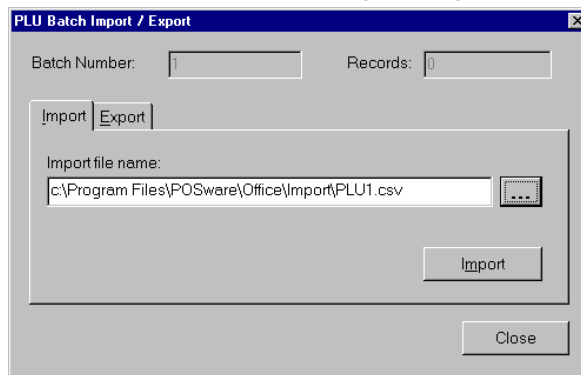 PLU Batch Import / Export
Batch Number: 1 Records: 0
Import Export
Import file name:
c:\Program Files\POSware\Office\Import\PLU1.csv ...
Import
Close